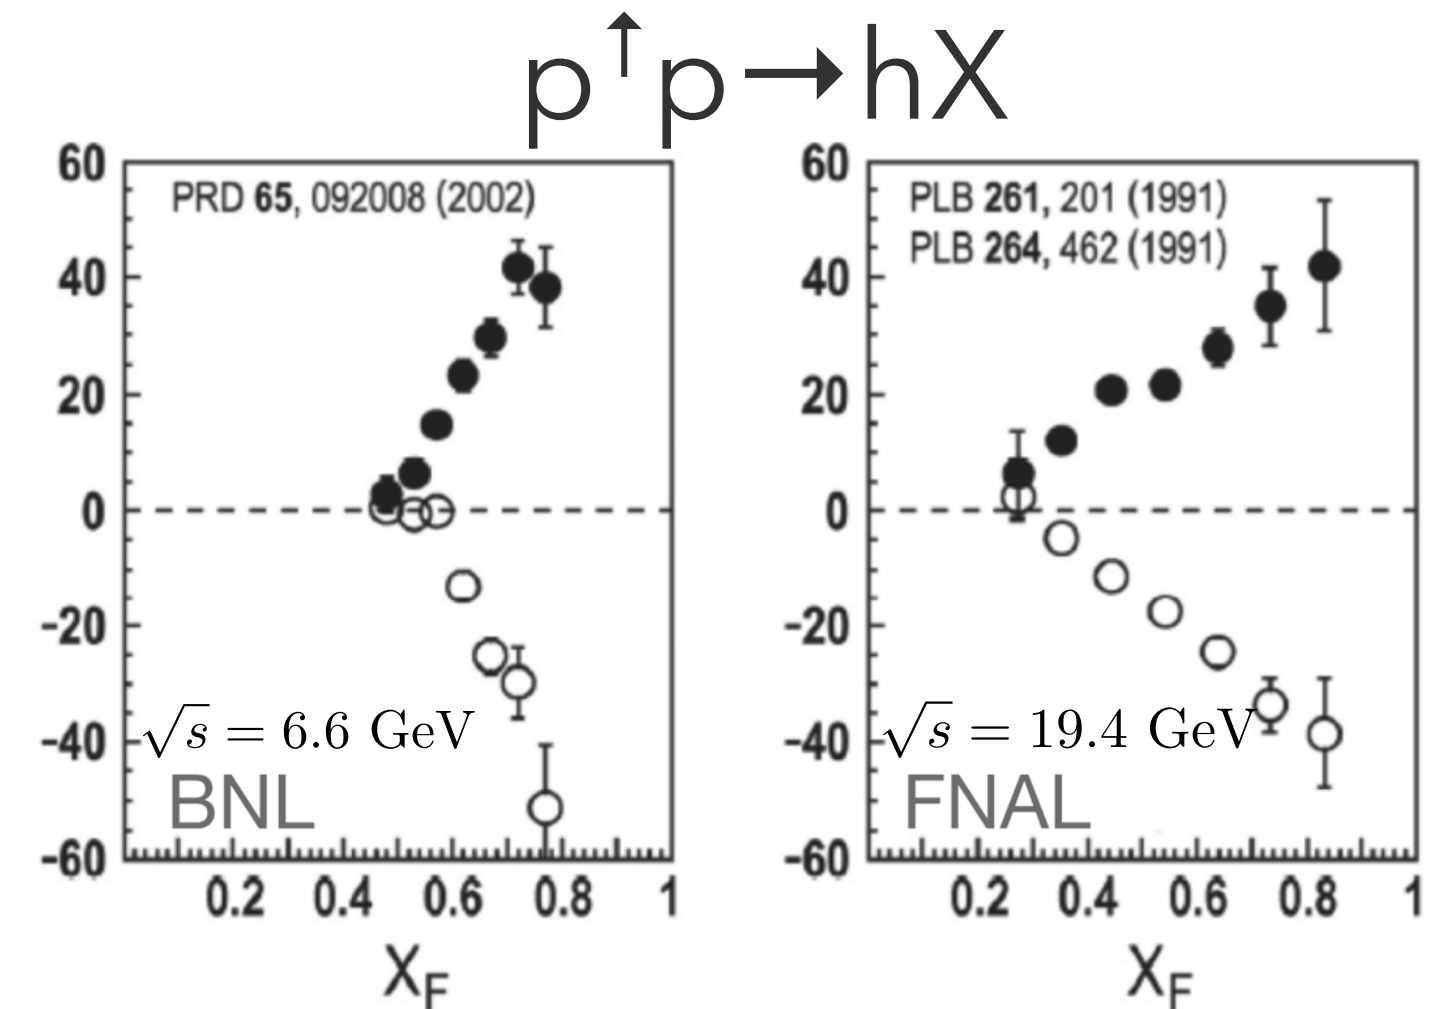 p↑p→hX
PRD 65, 092008 (2002)
60
40
20
0
-20
-40
-60
√s = 6.6 GeV
BNL
0.2 0.4 0.6 0.8 1
X_F
PLB 261, 201 (1991)
PLB 264, 462 (1991)
60
40
20
0
-20
-40
-60
√s = 19.4 GeV
FNAL
0.2 0.4 0.6 0.8 1
X_F